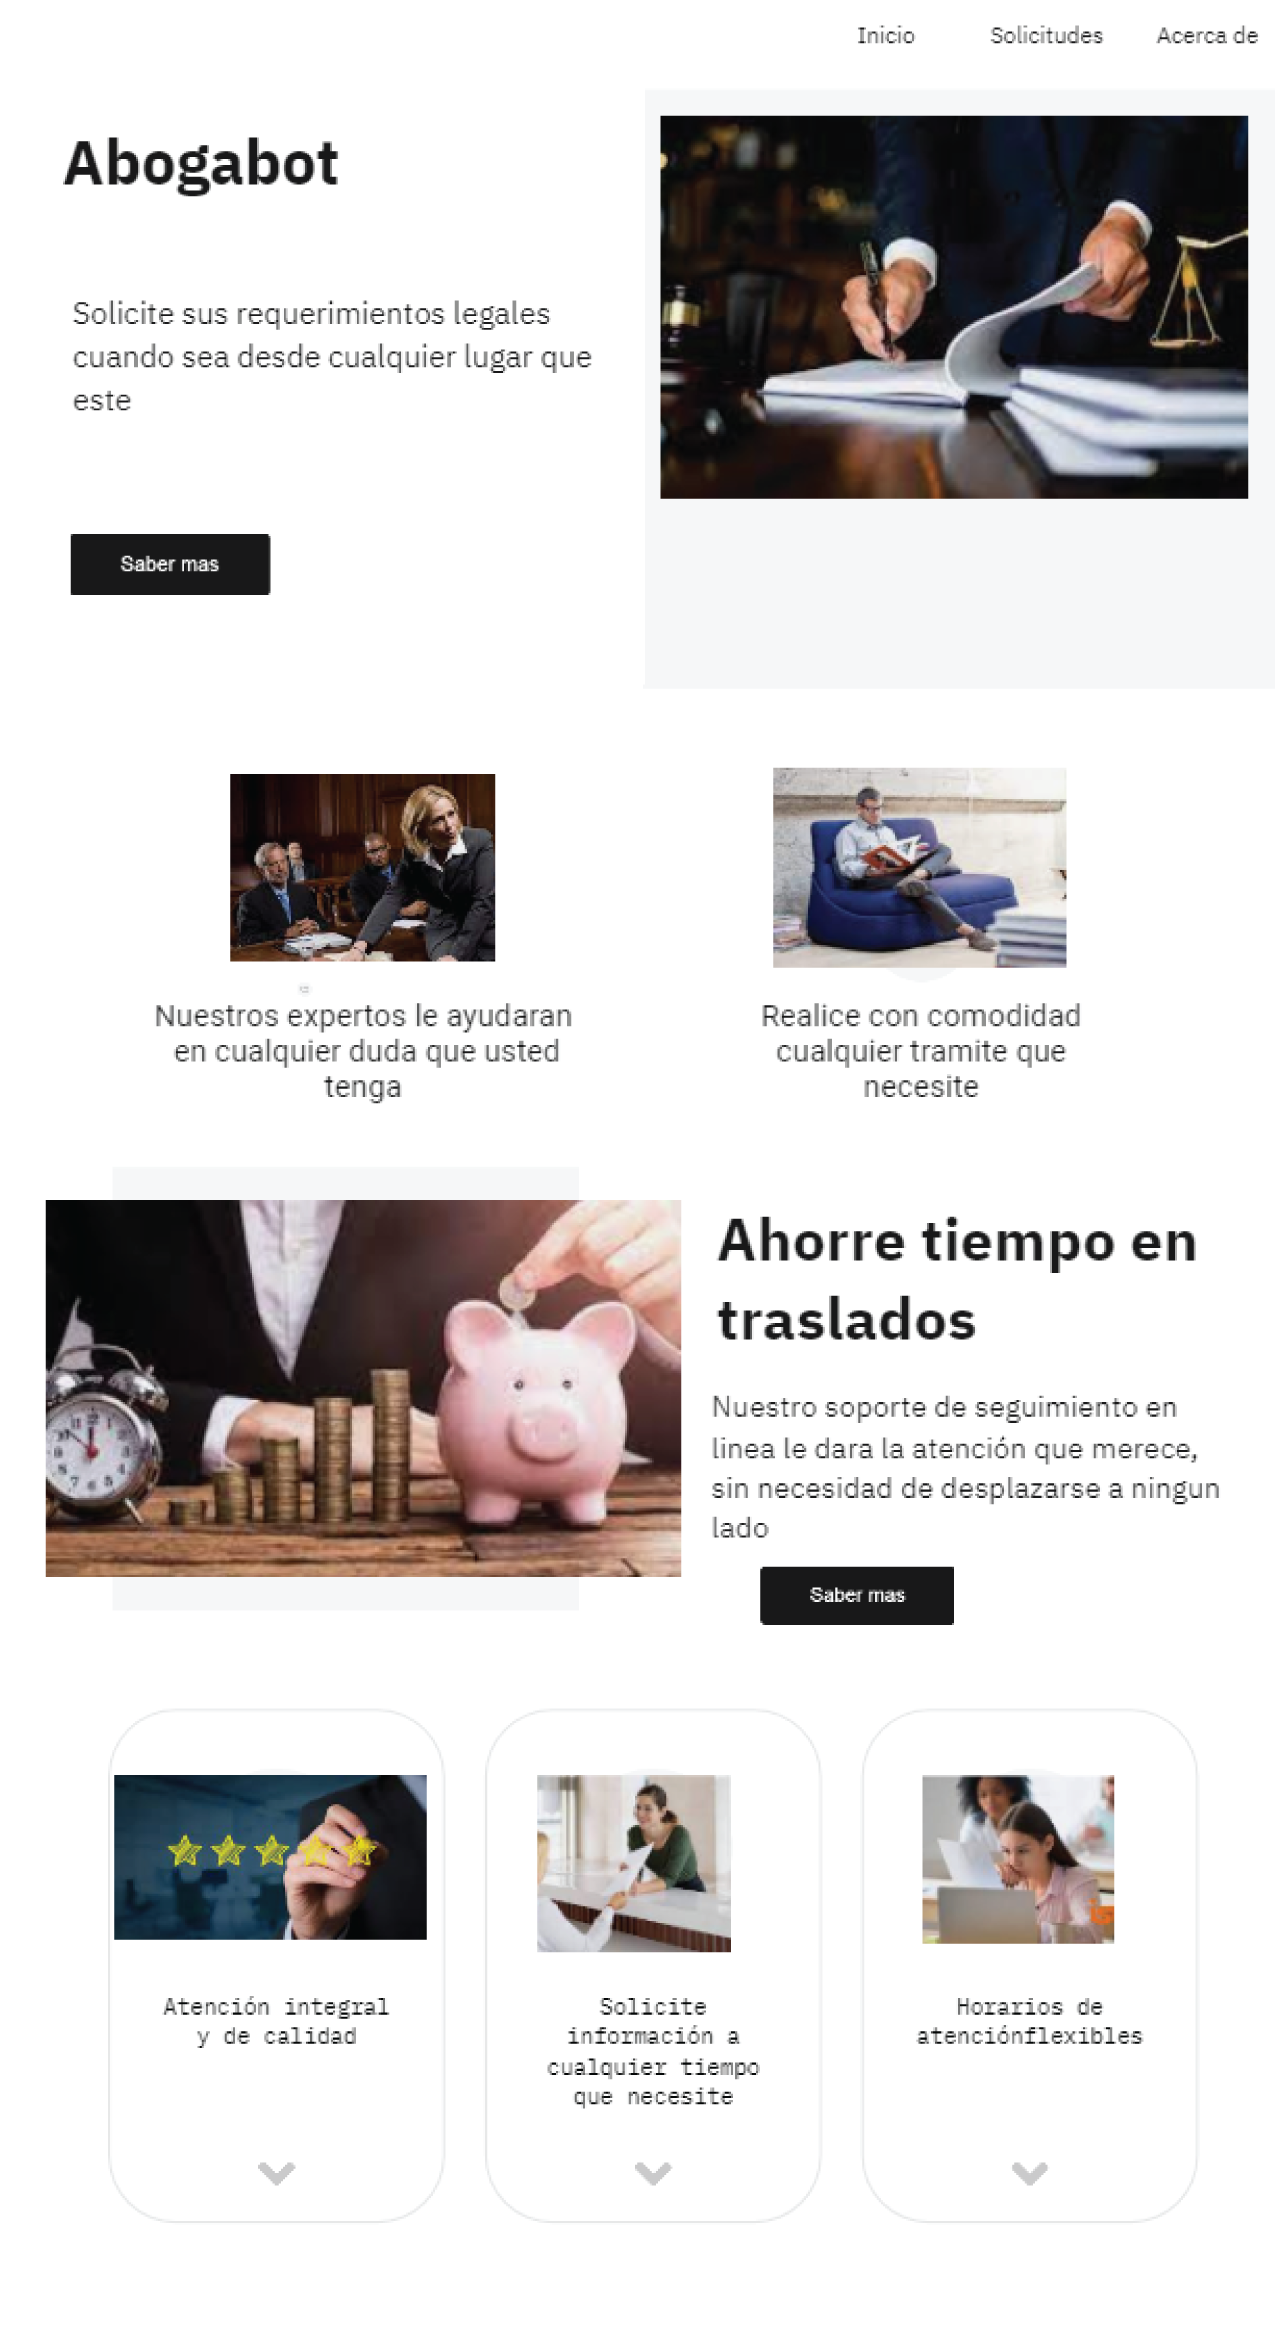 Inicio
Solicitudes
Acerca de
Abogabot
Solicite sus requerimientos legales
cuando sea desde cualquier lugar que
este
Saber mas
Nuestros expertos le ayudaran
en cualquier duda que usted
tenga
Realice con comodidad
cualquier tramite que
necesite
Ahorre tiempo en
traslados
Nuestro soporte de seguimiento en
linea le dara la atención que merece,
sin necesidad de desplazarse a ningun
lado
Saber mas
Atención integral
y de calidad
Solicite
información a
cualquier tiempo
que necesite
Horarios de
atenciónflexibles